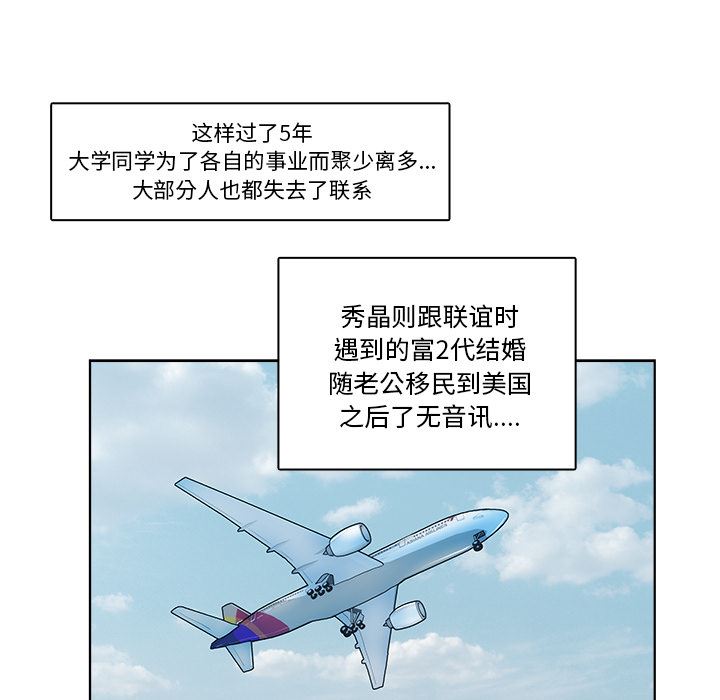 这样过了5年
大学同学为了各自的事业而聚少离多...
大部分人也都失去了联系
秀晶则跟联谊时
遇到的富2代结婚
随老公移民到美国
之后了无音讯....
ASIANA AIRLINES